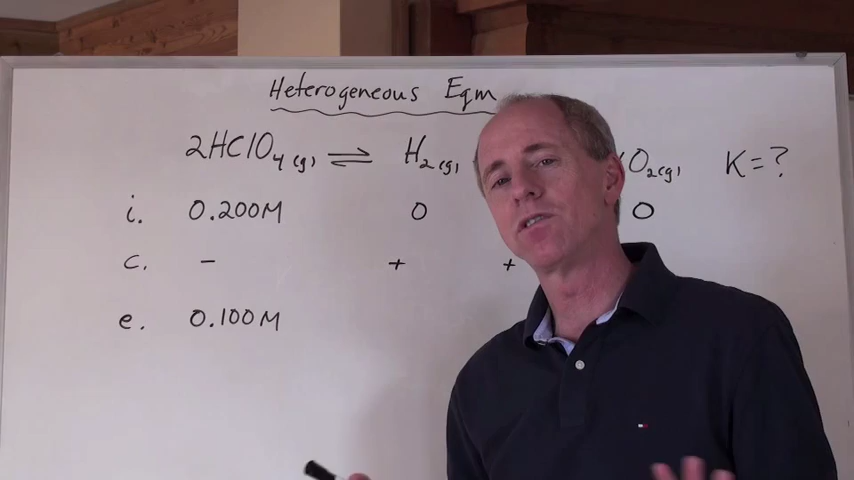 Heterogeneous Eqm
2HClO₄(g) ⇌ H₂(g) O₂(g) K=?
i. 0.200M 0 0
c. - + +
e. 0.100M